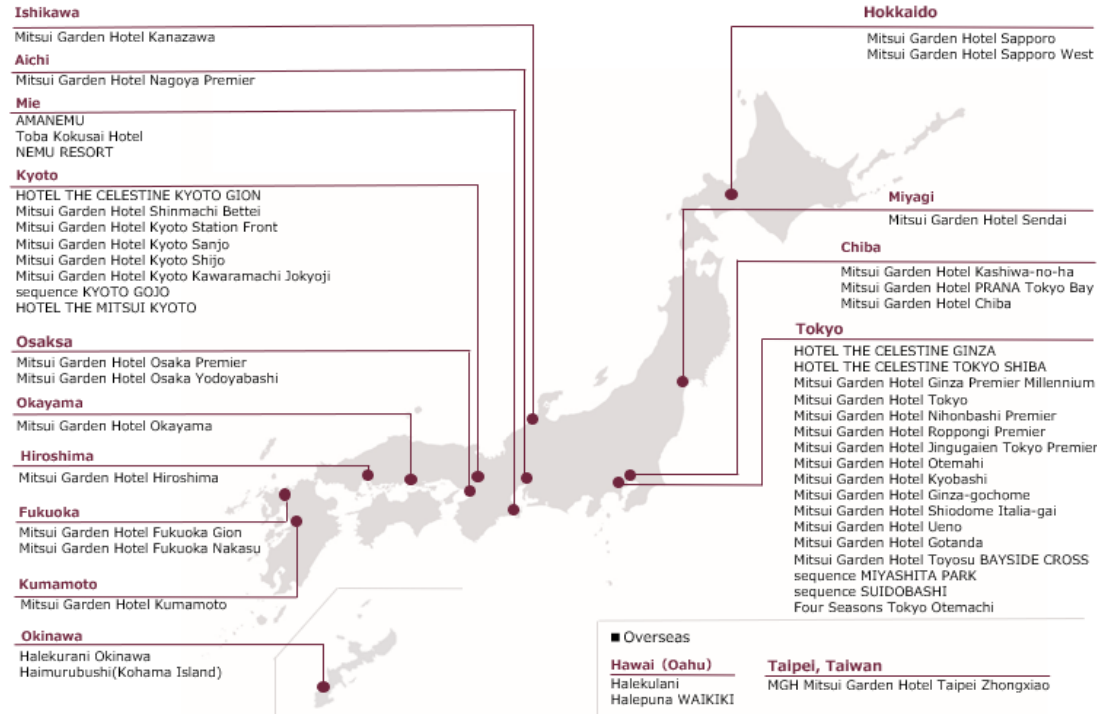 Ishikawa
Mitsui Garden Hotel Kanazawa
Aichi
Mitsui Garden Hotel Nagoya Premier
Mie
AMANEMU
Toba Kokusai Hotel
NEMU RESORT
Kyoto
HOTEL THE CELESTINE KYOTO GION
Mitsui Garden Hotel Shinmachi Bettei
Mitsui Garden Hotel Kyoto Station Front
Mitsui Garden Hotel Kyoto Sanjo
Mitsui Garden Hotel Kyoto Shijo
Mitsui Garden Hotel Kyoto Kawaramachi Jokyoji
sequence KYOTO GOJO
HOTEL THE MITSUI KYOTO
Osaksa
Mitsui Garden Hotel Osaka Premier
Mitsui Garden Hotel Osaka Yodoyabashi
Okayama
Mitsui Garden Hotel Okayama
Hiroshima
Mitsui Garden Hotel Hiroshima
Fukuoka
Mitsui Garden Hotel Fukuoka Gion
Mitsui Garden Hotel Fukuoka Nakasu
Kumamoto
Mitsui Garden Hotel Kumamoto
Okinawa
Halekurani Okinawa
Haimurubushi(Kohama Island)
Hokkaido
Mitsui Garden Hotel Sapporo
Mitsui Garden Hotel Sapporo West
Miyagi
Mitsui Garden Hotel Sendai
Chiba
Mitsui Garden Hotel Kashiwa-no-ha
Mitsui Garden Hotel PRANA Tokyo Bay
Mitsui Garden Hotel Chiba
Tokyo
HOTEL THE CELESTINE GINZA
HOTEL THE CELESTINE TOKYO SHIBA
Mitsui Garden Hotel Ginza Premier Millennium
Mitsui Garden Hotel Tokyo
Mitsui Garden Hotel Nihonbashi Premier
Mitsui Garden Hotel Roppongi Premier
Mitsui Garden Hotel Jingugaien Tokyo Premier
Mitsui Garden Hotel Otemahi
Mitsui Garden Hotel Kyobashi
Mitsui Garden Hotel Ginza-gochome
Mitsui Garden Hotel Shiodome Italia-gai
Mitsui Garden Hotel Ueno
Mitsui Garden Hotel Gotanda
Mitsui Garden Hotel Toyosu BAYSIDE CROSS
sequence MIYASHITA PARK
sequence SUIDOBASHI
Four Seasons Tokyo Otemachi
■ Overseas
Hawai（Oahu）
Halekulani
Halepuna WAIKIKI
Taipei, Taiwan
MGH Mitsui Garden Hotel Taipei Zhongxiao